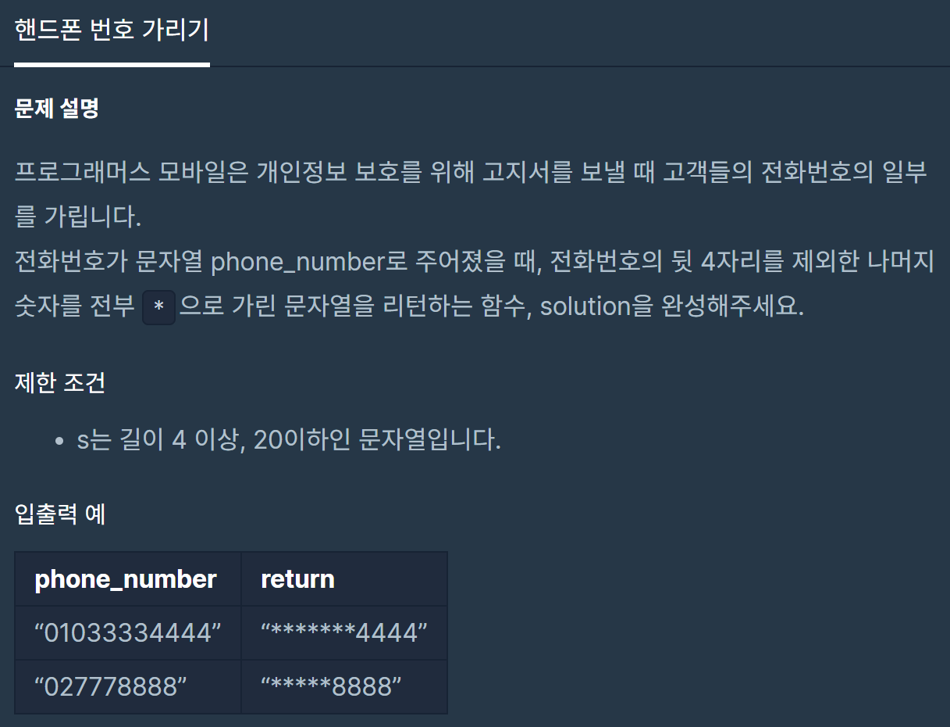 핸드폰 번호 가리기
문제 설명
프로그래머스 모바일은 개인정보 보호를 위해 고지서를 보낼 때 고객들의 전화번호의 일부
를 가립니다.
전화번호가 문자열 phone_number로 주어졌을 때, 전화번호의 뒷 4자리를 제외한 나머지
숫자를 전부 * 으로 가린 문자열을 리턴하는 함수, solution을 완성해주세요.
제한 조건
• s는 길이 4 이상, 20이하인 문자열입니다.
입출력 예
phone_number return
“01033334444” “*******4444”
“027778888” “*****8888”